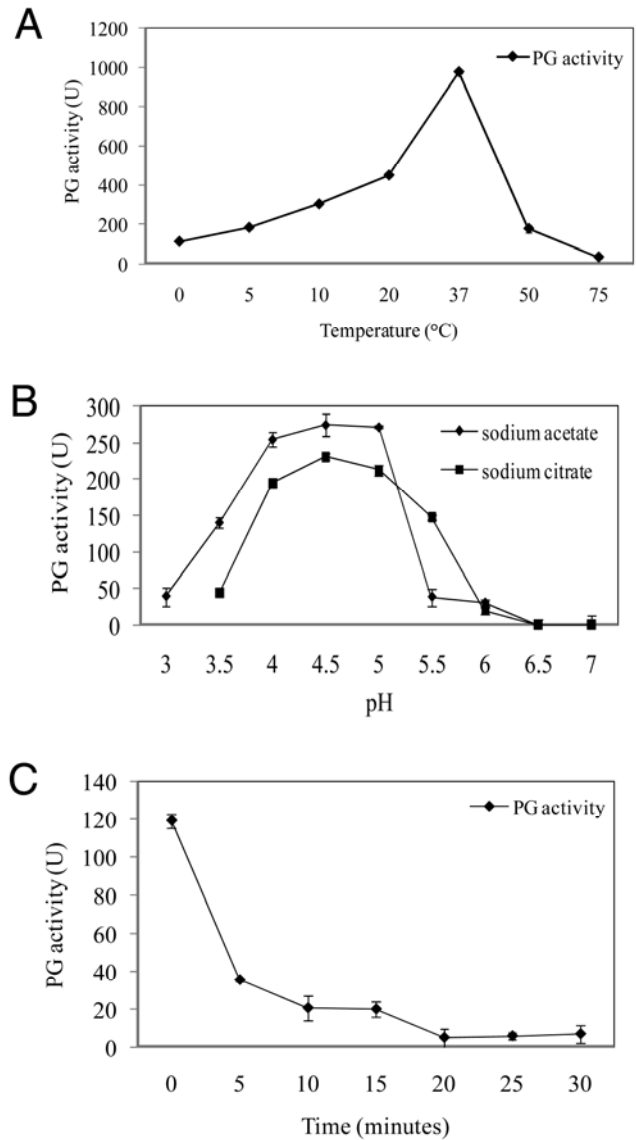 A
1200
1000
800
600
400
200
0
PG activity (U)
PG activity
0 5 10 20 37 50 75
Temperature (°C)
B
300
250
200
150
100
50
0
PG activity (U)
sodium acetate
sodium citrate
3 3.5 4 4.5 5 5.5 6 6.5 7
pH
C
140
120
100
80
60
40
20
0
PG activity (U)
PG activity
0 5 10 15 20 25 30
Time (minutes)